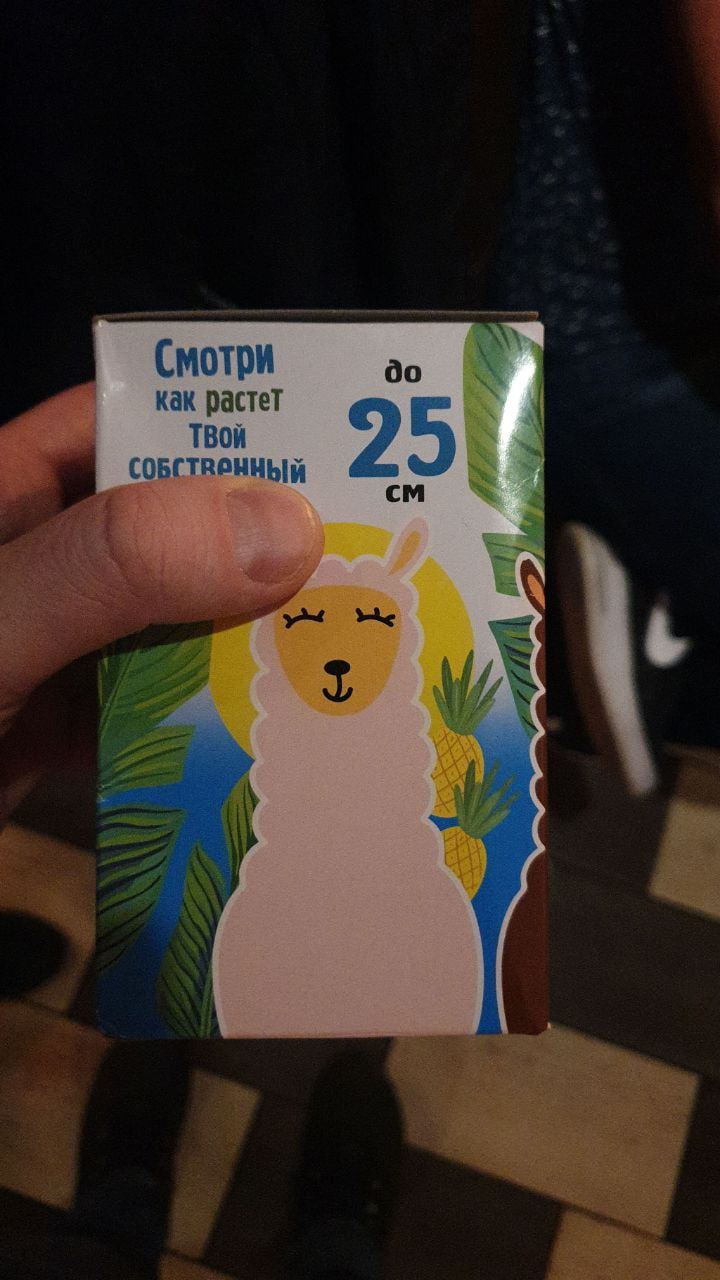 Смотри
как растет
твой
собственный
до
25
см